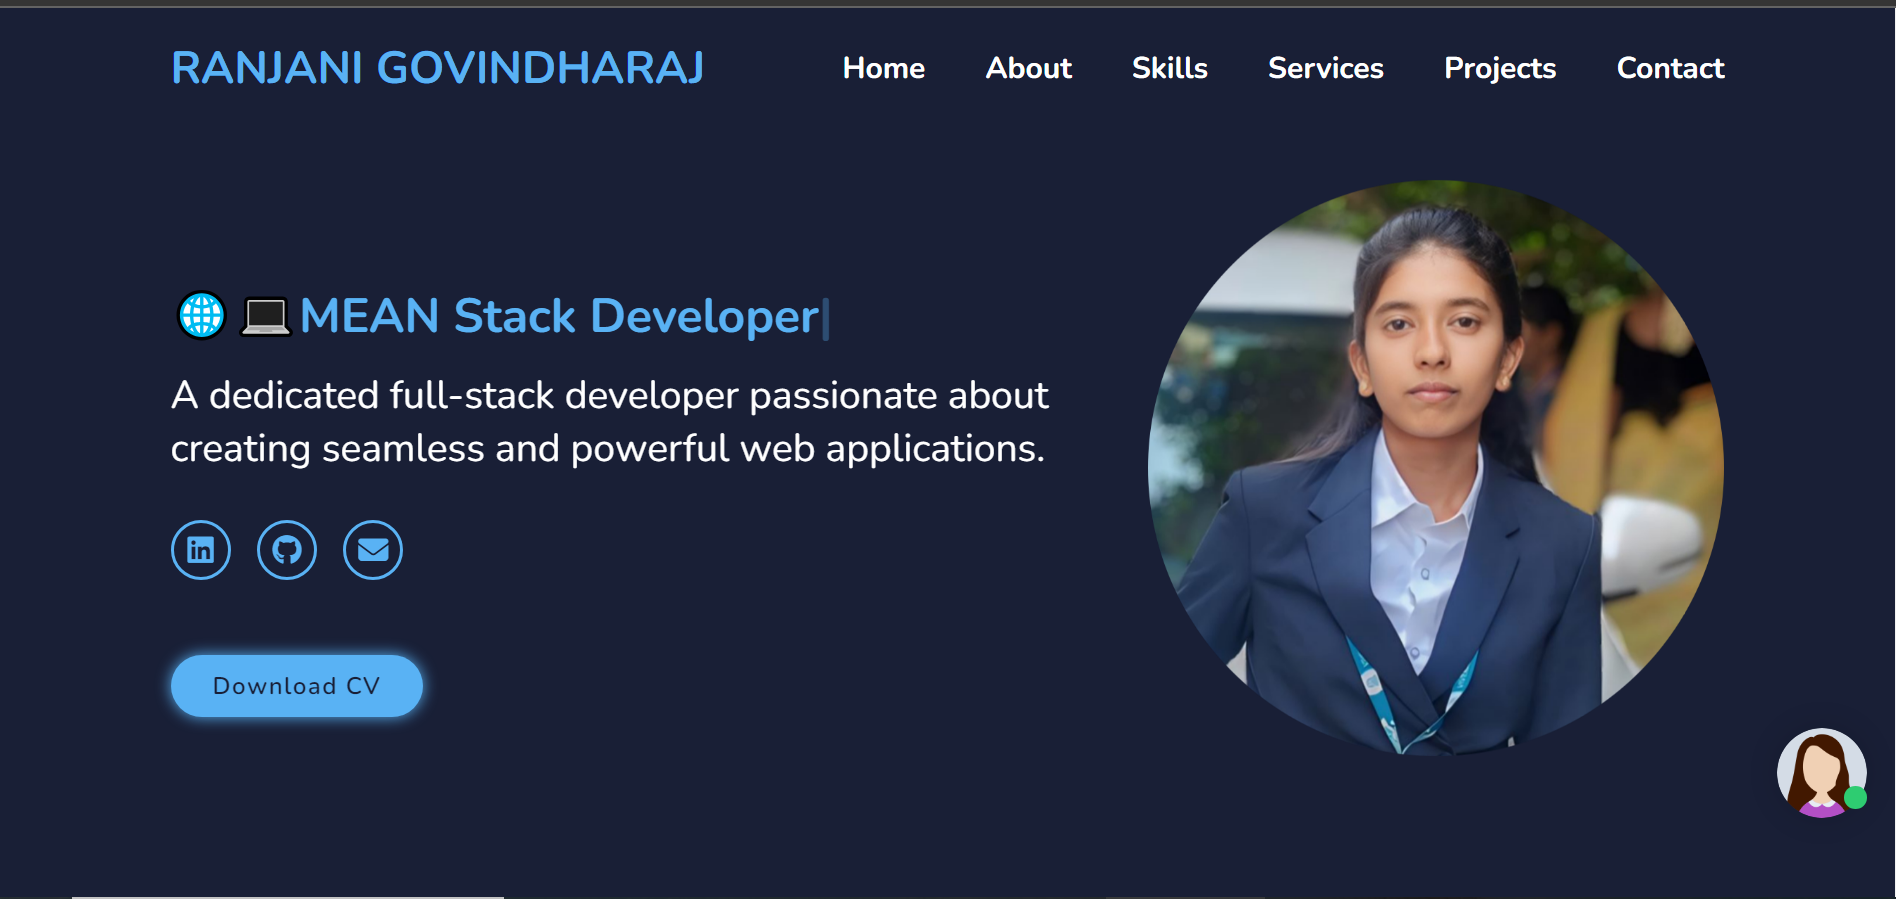 RANJANI GOVINDHARAJ
Home About Skills Services Projects Contact
MEAN Stack Developer
A dedicated full-stack developer passionate about
creating seamless and powerful web applications.
in
Download CV